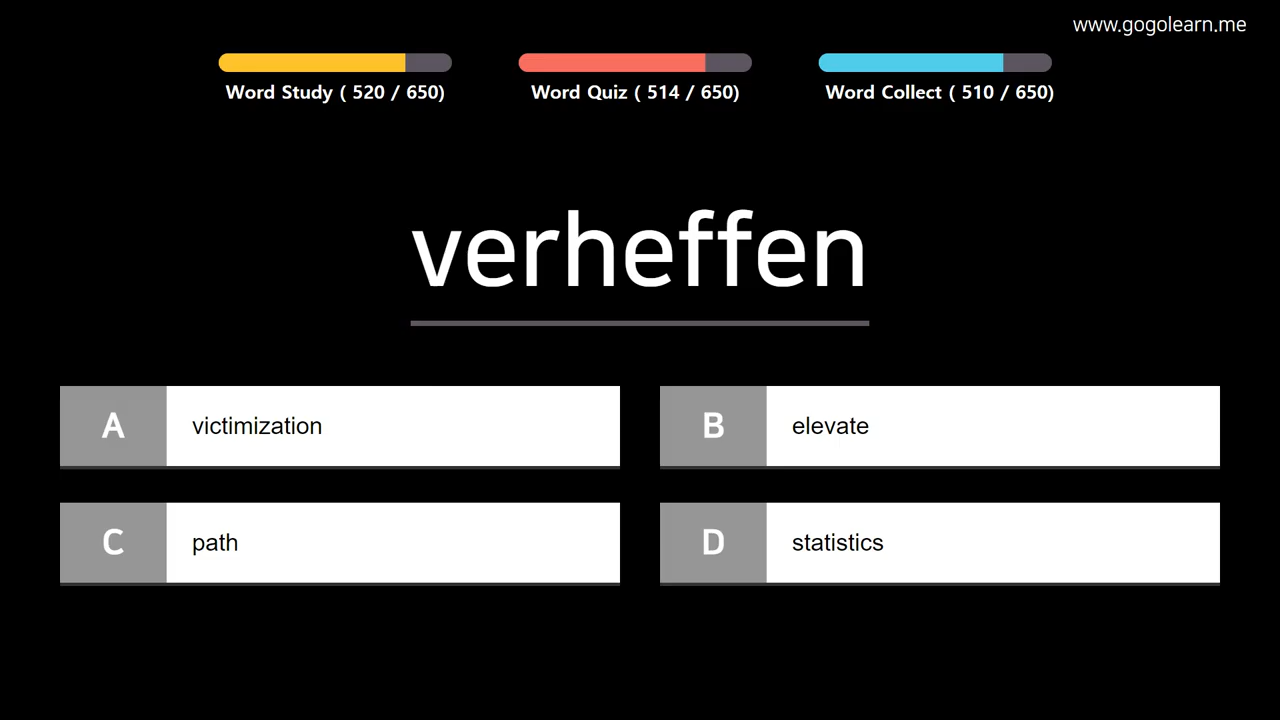 www.gogolearn.me
Word Study ( 520 / 650)
Word Quiz ( 514 / 650)
Word Collect ( 510 / 650)
verheffen
A victimization
B elevate
C path
D statistics